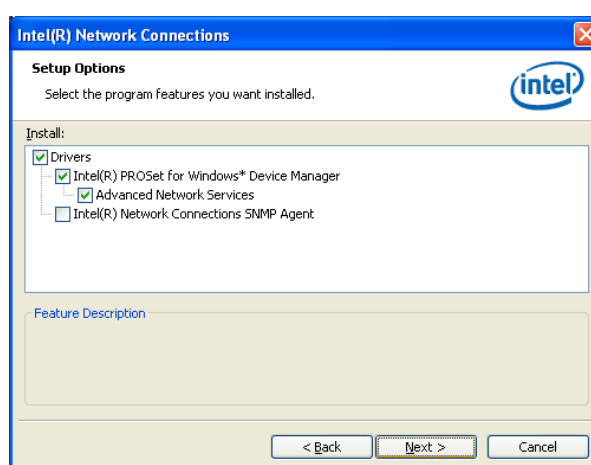 Intel(R) Network Connections
Setup Options
Select the program features you want installed.
intel
Install:
Drivers
Intel(R) PROSet for Windows* Device Manager
Advanced Network Services
Intel(R) Network Connections SNMP Agent
Feature Description
< Back
Next >
Cancel